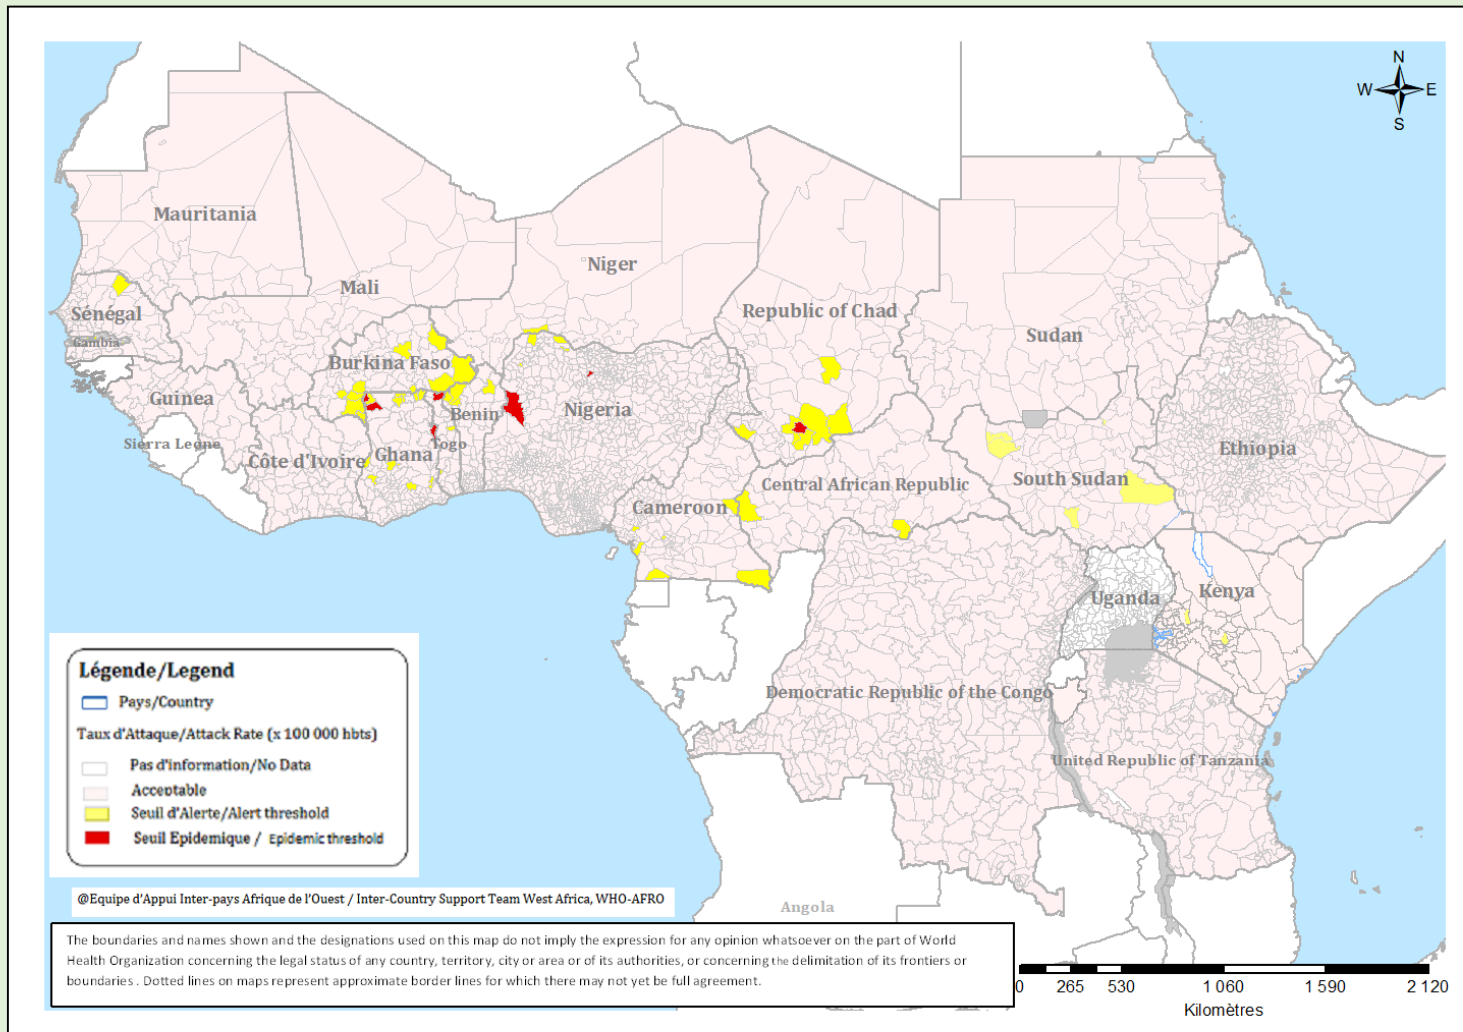 N
W E
S
Mauritania
Niger
Mali
Republic of Chad
Sénégal
Sudan
Gambia
Burkina Faso
Guinea
Benin
Nigeria
Sierra Leone
Togo
Côte d'Ivoire
Ghana
Ethiopia
South Sudan
Central African Republic
Cameroon
Uganda
Kenya
Democratic Republic of the Congo
United Republic of Tanzania
Angola
Légende/Legend
Pays/Country
Taux d'Attaque/Attack Rate (x 100 000 hbts)
Pas d'information/No Data
Acceptable
Seuil d'Alerte/Alert threshold
Seuil Epidemique / Epidemic threshold
@Equipe d'Appui Inter-pays Afrique de l'Ouest / Inter-Country Support Team West Africa, WHO-AFRO
The boundaries and names shown and the designations used on this map do not imply the expression for any opinion whatsoever on the part of World
Health Organization concerning the legal status of any country, territory, city or area or of its authorities, or concerning the delimitation of its frontiers or
boundaries . Dotted lines on maps represent approximate border lines for which there may not yet be full agreement.
0 265 530 1 060 1 590 2 120
Kilomètres